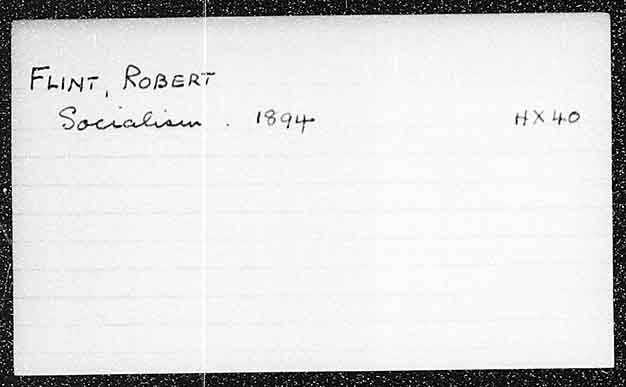 FLINT, ROBERT
Socialism. 1894 HX40